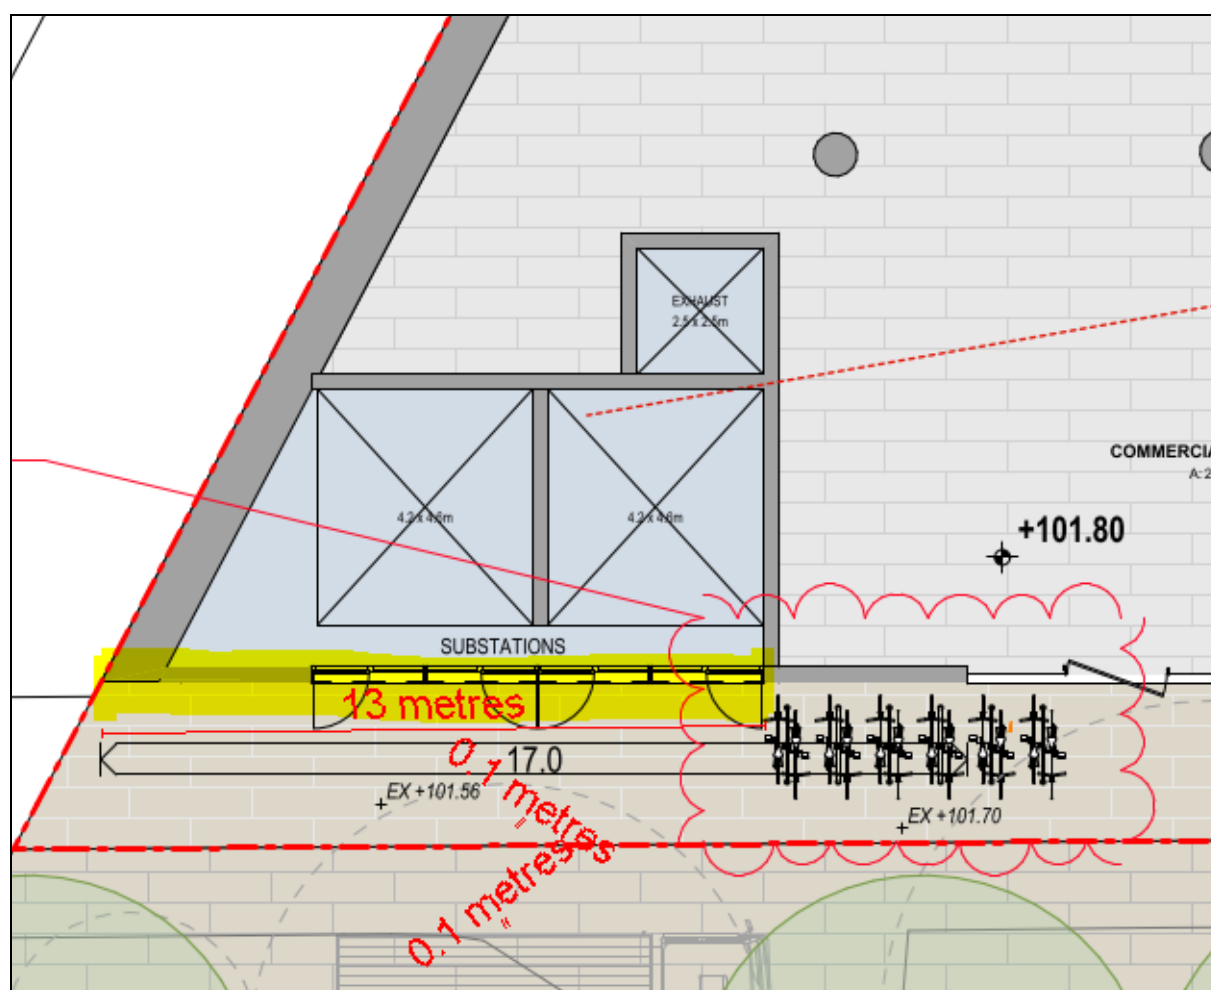 EXHAUST
2.5 x 2.5m
COMMERCIA
A: 2
4.2 x 4.6m
4.2 x 4.6m
+101.80
SUBSTATIONS
13 metres
17.0
0.1 metres
EX +101.56
EX +101.70
0.1 metres